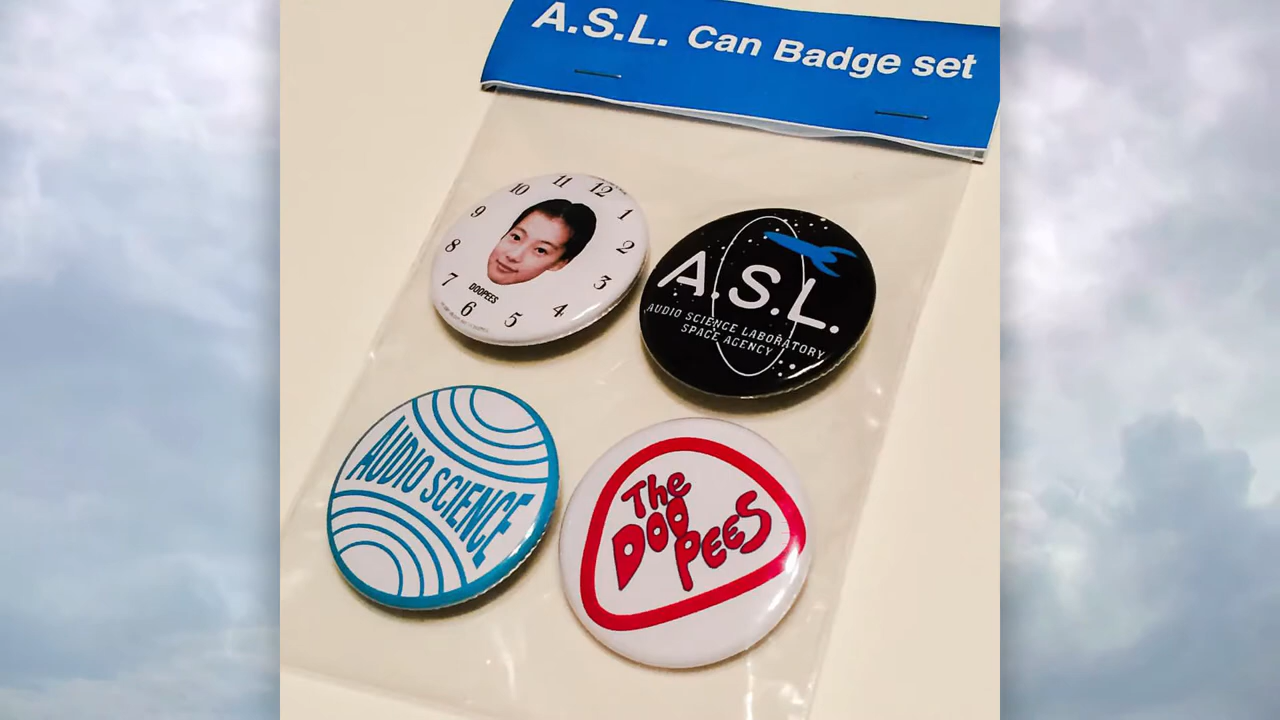 A.S.L. Can Badge set
11
12
10
1
9
2
8
3
7
DOOPEES
4
6
5
A.S.L.
AUDIO SCIENCE LABORATORY
SPACE AGENCY
AUDIO SCIENCE
The
DOO
PEES